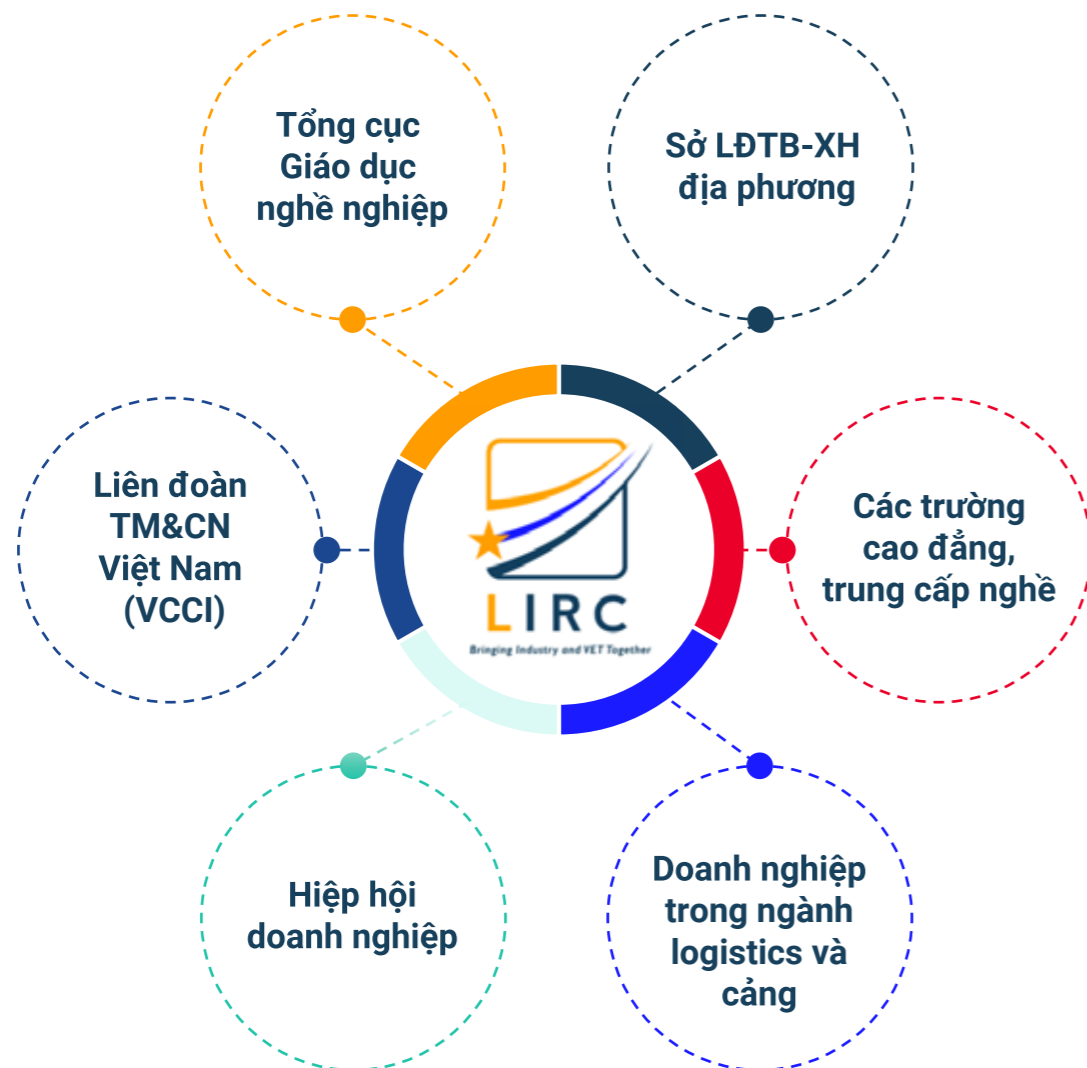 Tổng cục
Giáo dục
nghề nghiệp
Sở LĐTB-XH
địa phương
Liên đoàn
TM&CN
Việt Nam
(VCCI)
LIRC
Bringing Industry and VET Together
Các trường
cao đẳng,
trung cấp nghề
Hiệp hội
doanh nghiệp
Doanh nghiệp
trong ngành
logistics và
cảng